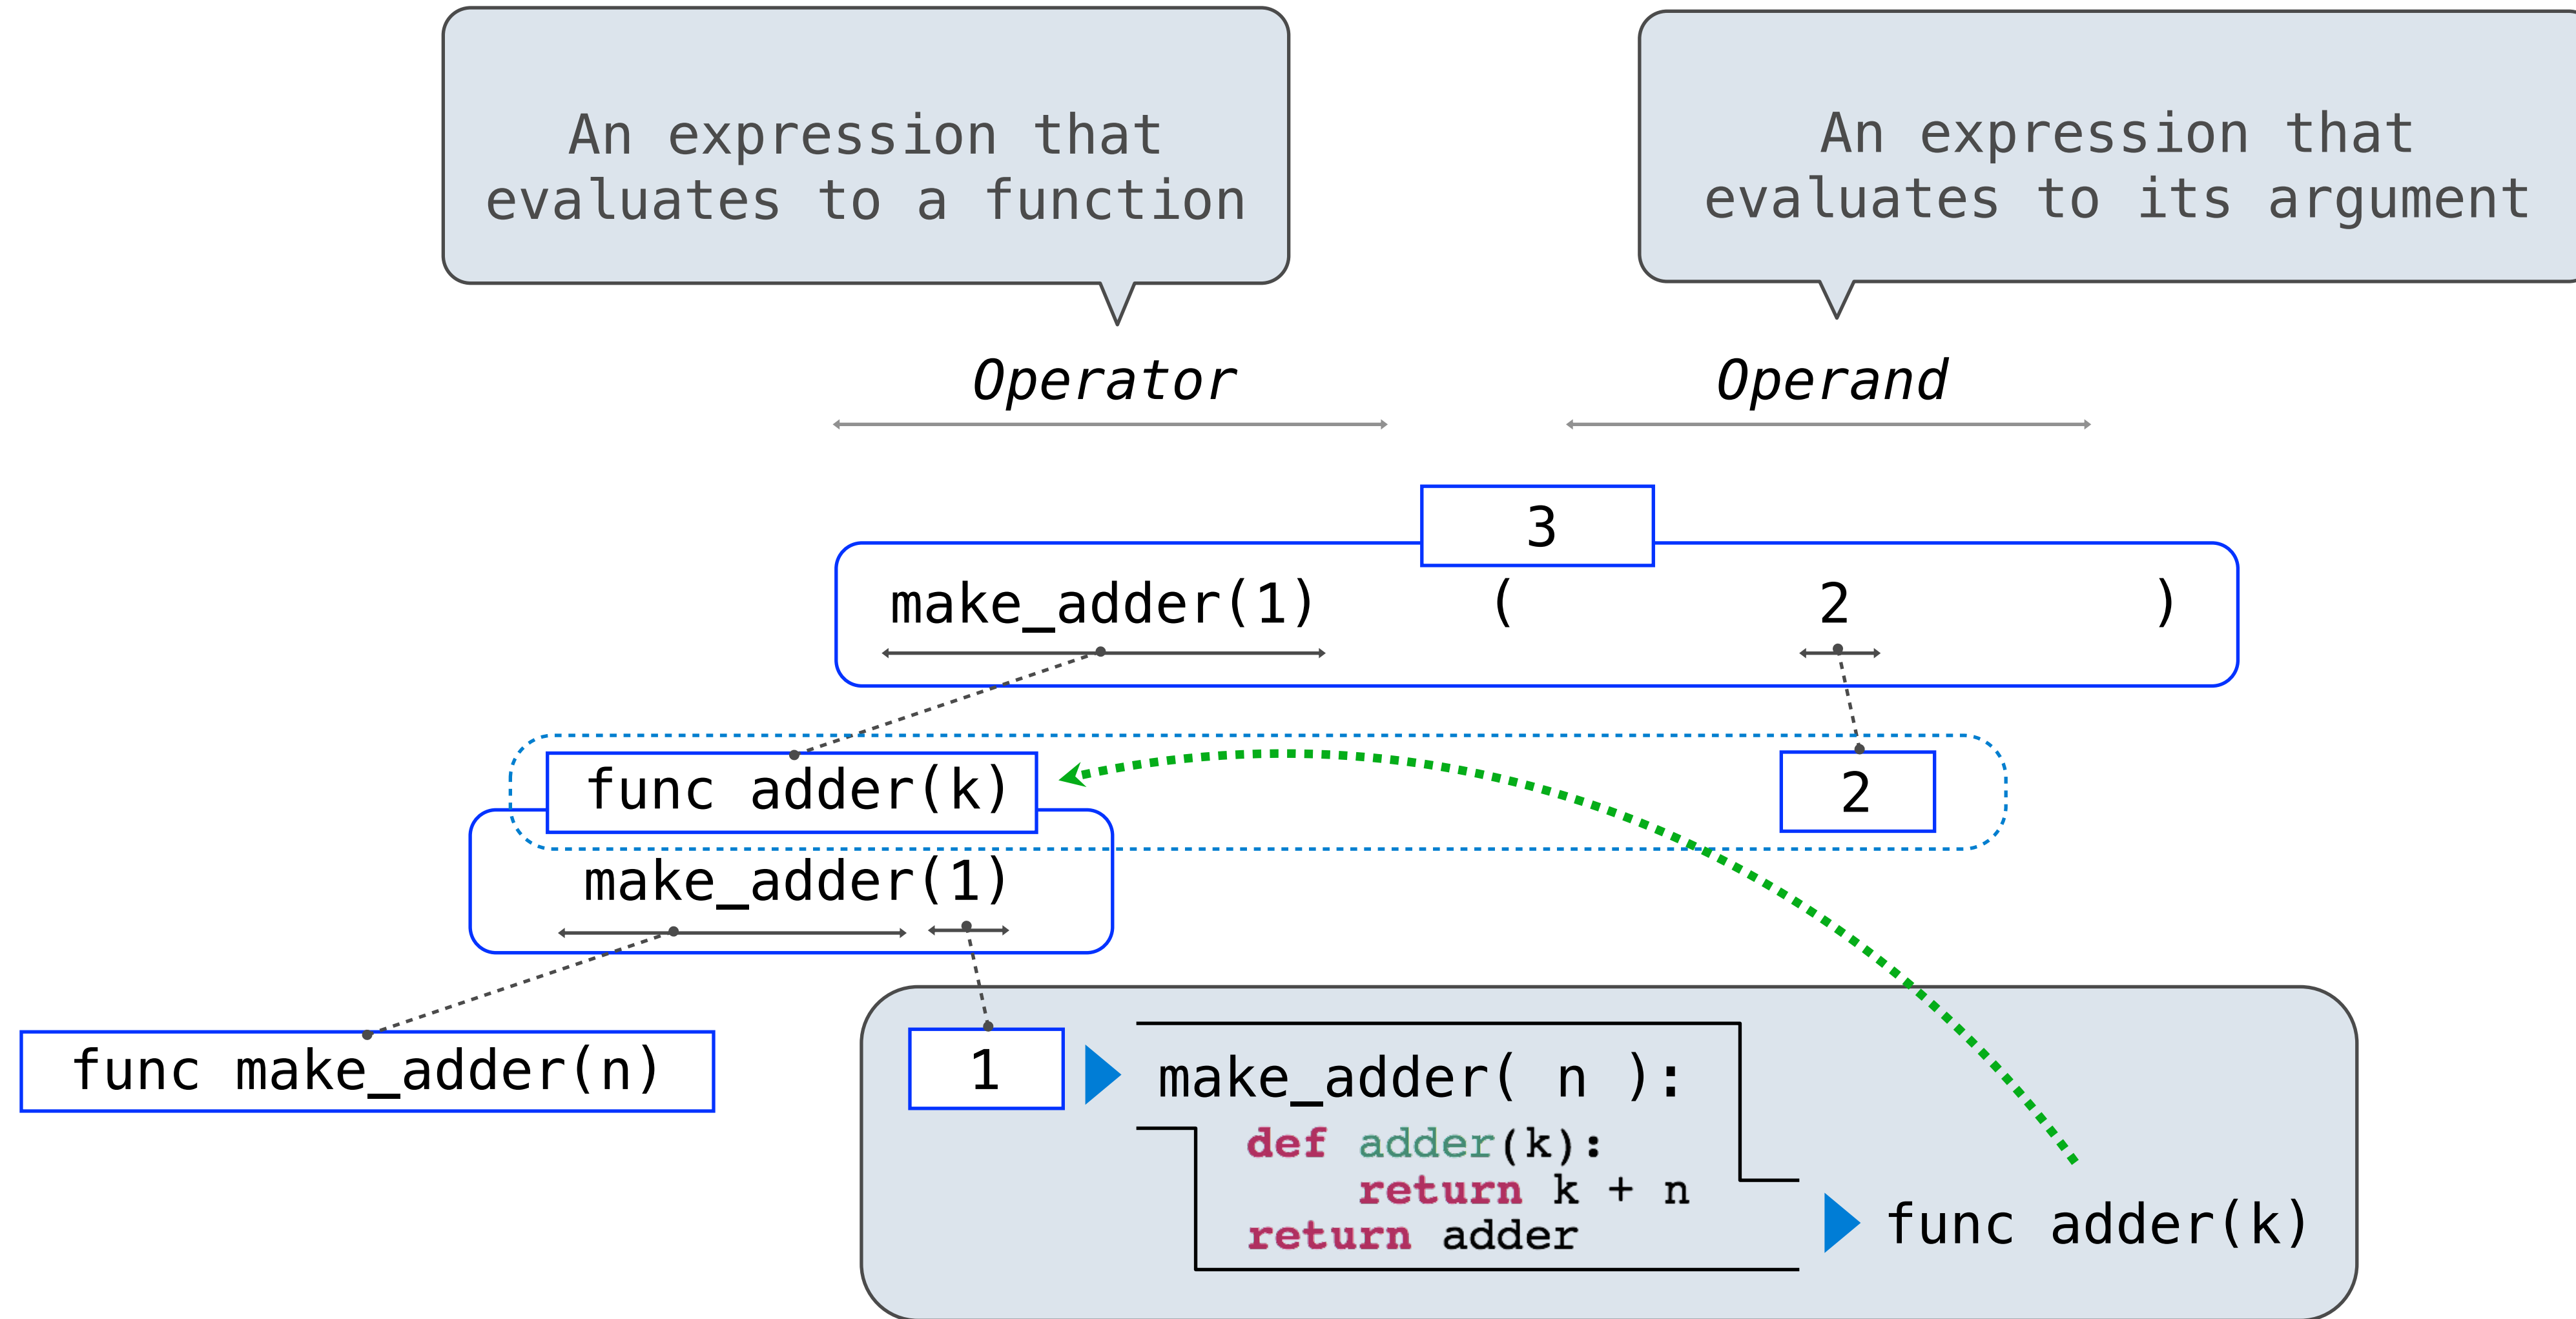 An expression that
evaluates to a function
An expression that
evaluates to its argument
Operator
Operand
3
make_adder(1) ( 2 )
func adder(k)
2
make_adder(1)
func make_adder(n)
1
make_adder( n ):
def adder(k):
return k + n
return adder
func adder(k)